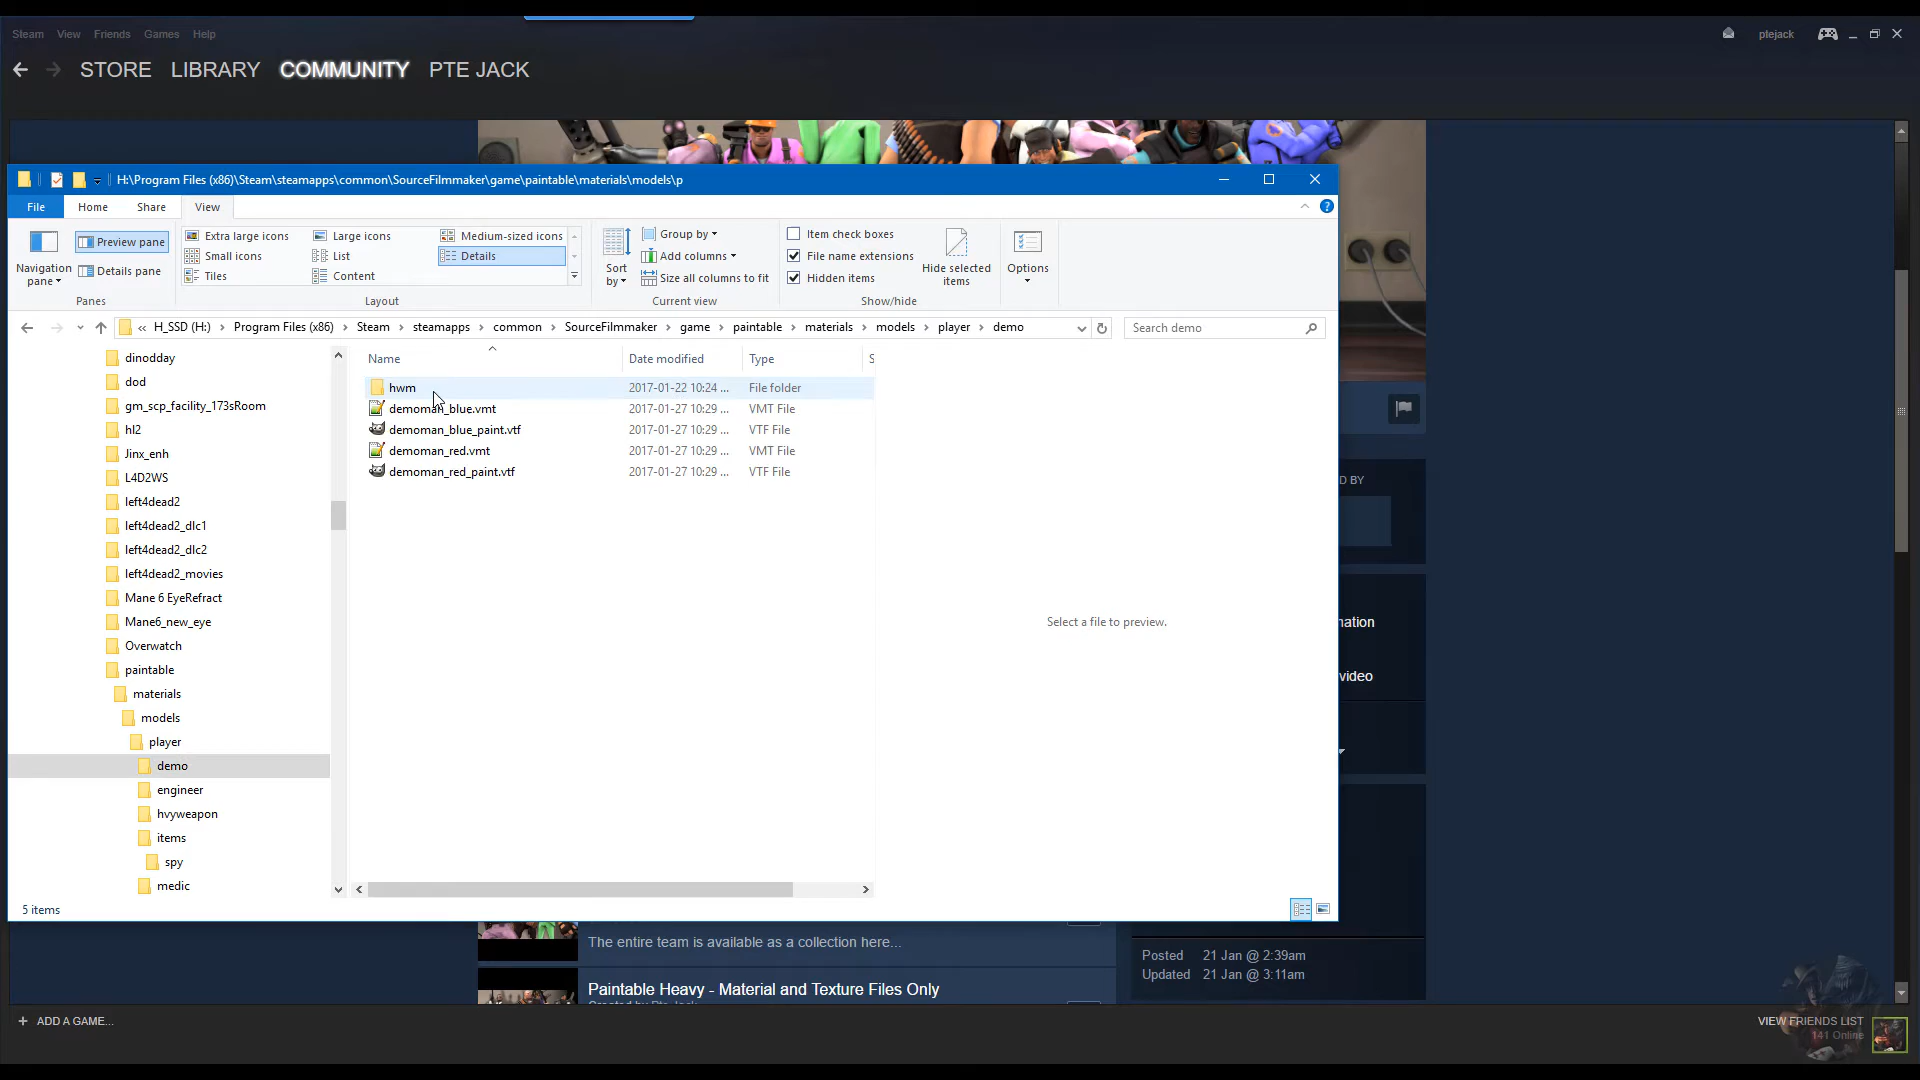 Steam View Friends Games Help ptejack
STORE LIBRARY COMMUNITY PTE JACK
H:\Program Files (x86)\Steam\steamapps\common\SourceFilmmaker\game\paintable\materials\models\p
File Home Share View
Navigation pane
Preview pane
Details pane
Panes
Extra large icons Large icons Medium-sized icons
Small icons List Details
Tiles Content
Layout
Sort by
Group by
Add columns
Size all columns to fit
Current view
Item check boxes
File name extensions
Hidden items
Hide selected items
Show/hide
Options
« H_SSD (H:) Program Files (x86) Steam steamapps common SourceFilmmaker game paintable materials models player demo
Search demo
dinodday
dod
gm_scp_facility_173sRoom
hl2
Jinx_enh
L4D2WS
left4dead2
left4dead2_dlc1
left4dead2_dlc2
left4dead2_movies
Mane 6 EyeRefract
Mane6_new_eye
Overwatch
paintable
materials
models
player
demo
engineer
hvyweapon
items
spy
medic
Name Date modified Type S
hwm 2017-01-22 10:24 ... File folder
demoman_blue.vmt 2017-01-27 10:29 ... VMT File
demoman_blue_paint.vtf 2017-01-27 10:29 ... VTF File
demoman_red.vmt 2017-01-27 10:29 ... VMT File
demoman_red_paint.vtf 2017-01-27 10:29 ... VTF File
Select a file to preview.
5 items
D BY
nation
video
The entire team is available as a collection here...
Paintable Heavy - Material and Texture Files Only
Posted 21 Jan @ 2:39am
Updated 21 Jan @ 3:11am
+ ADD A GAME...
VIEW FRIENDS LIST
141 Online